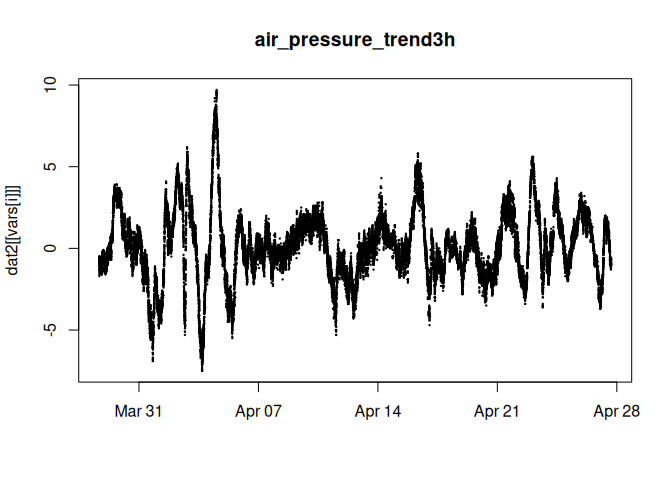 air_pressure_trend3h
dat2[[vars[i]]]
10
5
0
-5
Mar 31
Apr 07
Apr 14
Apr 21
Apr 28